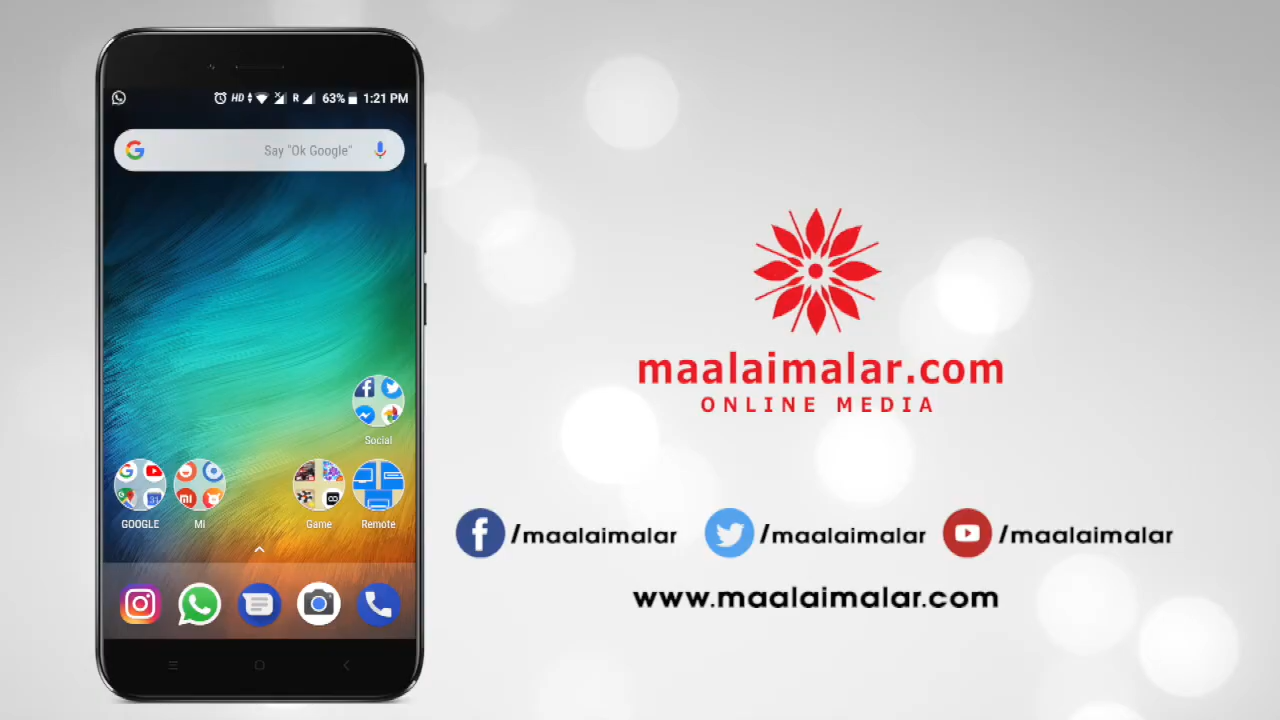 HD R 63% 1:21 PM
Say "Ok Google"
Social
GOOGLE Mi Game Remote
maalaimalar.com
ONLINE MEDIA
/maalaimalar /maalaimalar /maalaimalar
www.maalaimalar.com